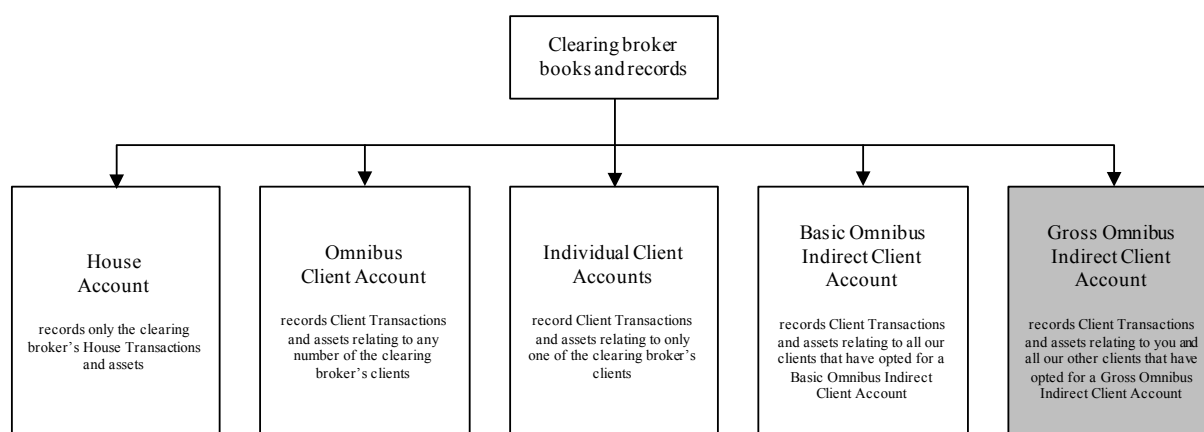 Clearing broker
books and records
House
Account
records only the clearing
broker's House Transactions
and assets
Omnibus
Client Account
records Client Transactions
and assets relating to any
number of the clearing
broker's clients
Individual Client
Accounts
record Client Transactions
and assets relating to only
one of the clearing broker's
clients
Basic Omnibus
Indirect Client
Account
records Client Transactions
and assets relating to all our
clients that have opted for a
Basic Omnibus Indirect
Client Account
Gross Omnibus
Indirect Client
Account
records Client Transactions
and assets relating to you and
all our other clients that have
opted for a Gross Omnibus
Indirect Client Account